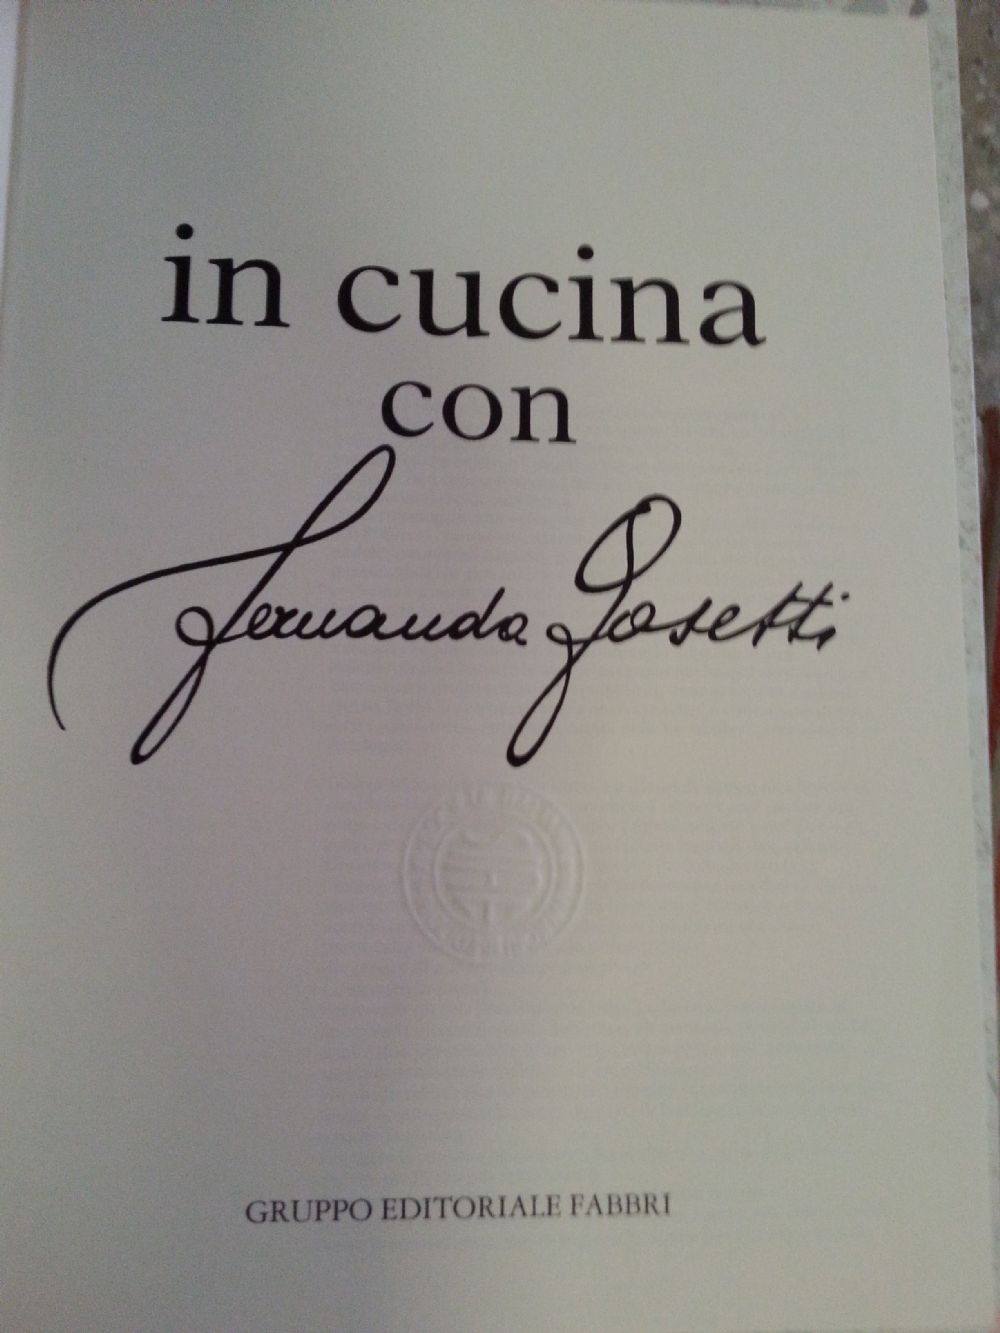 in cucina
con
Fernanda Gosetti
GRUPPO EDITORIALE FABBRI